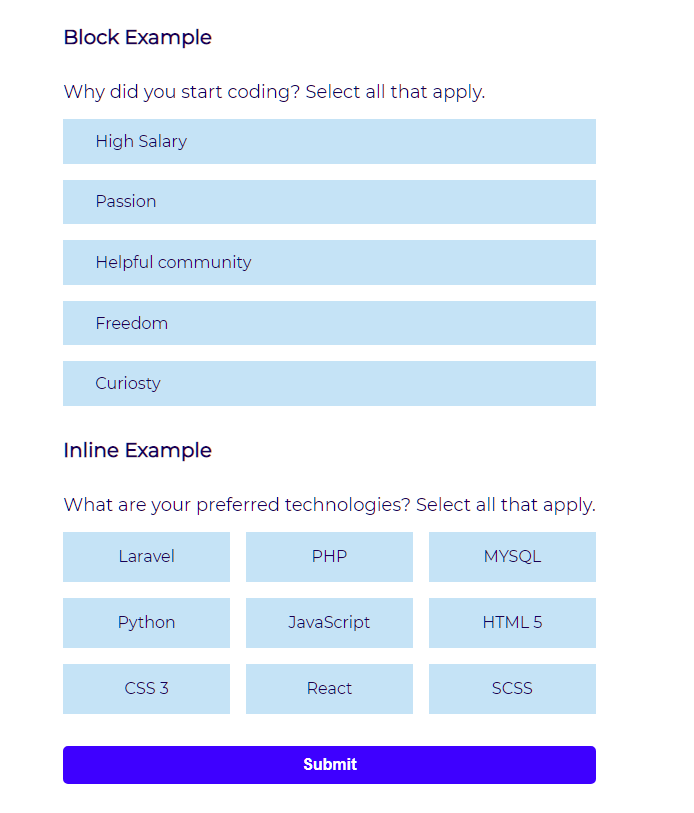 Block Example
Why did you start coding? Select all that apply.
High Salary
Passion
Helpful community
Freedom
Curiosty
Inline Example
What are your preferred technologies? Select all that apply.
Laravel PHP MYSQL
Python JavaScript HTML 5
CSS 3 React SCSS
Submit